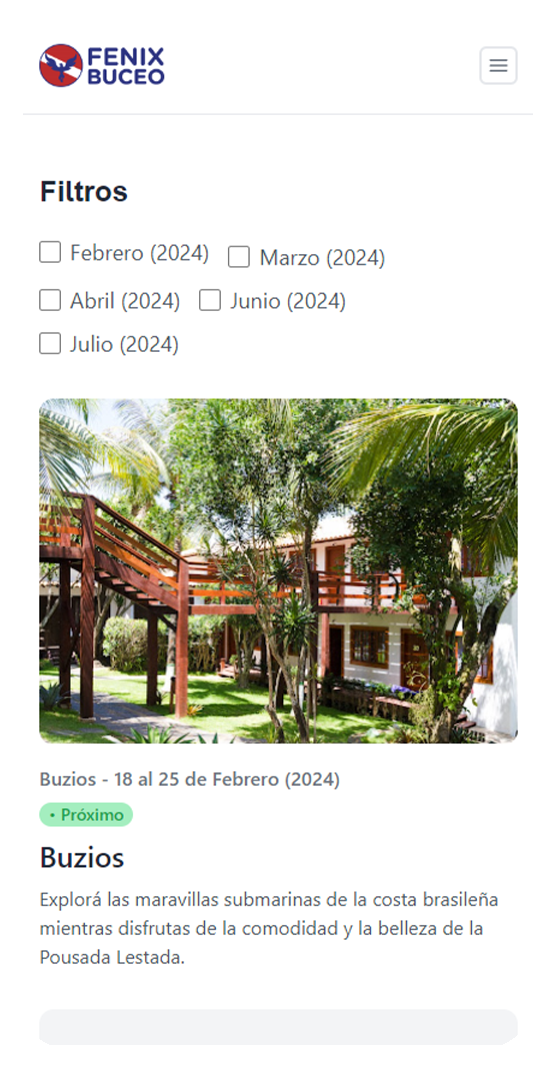 FENIX
BUCEO
Filtros
Febrero (2024) Marzo (2024)
Abril (2024) Junio (2024)
Julio (2024)
Buzios - 18 al 25 de Febrero (2024)
• Próximo
Buzios
Explorá las maravillas submarinas de la costa brasileña
mientras disfrutas de la comodidad y la belleza de la
Pousada Lestada.